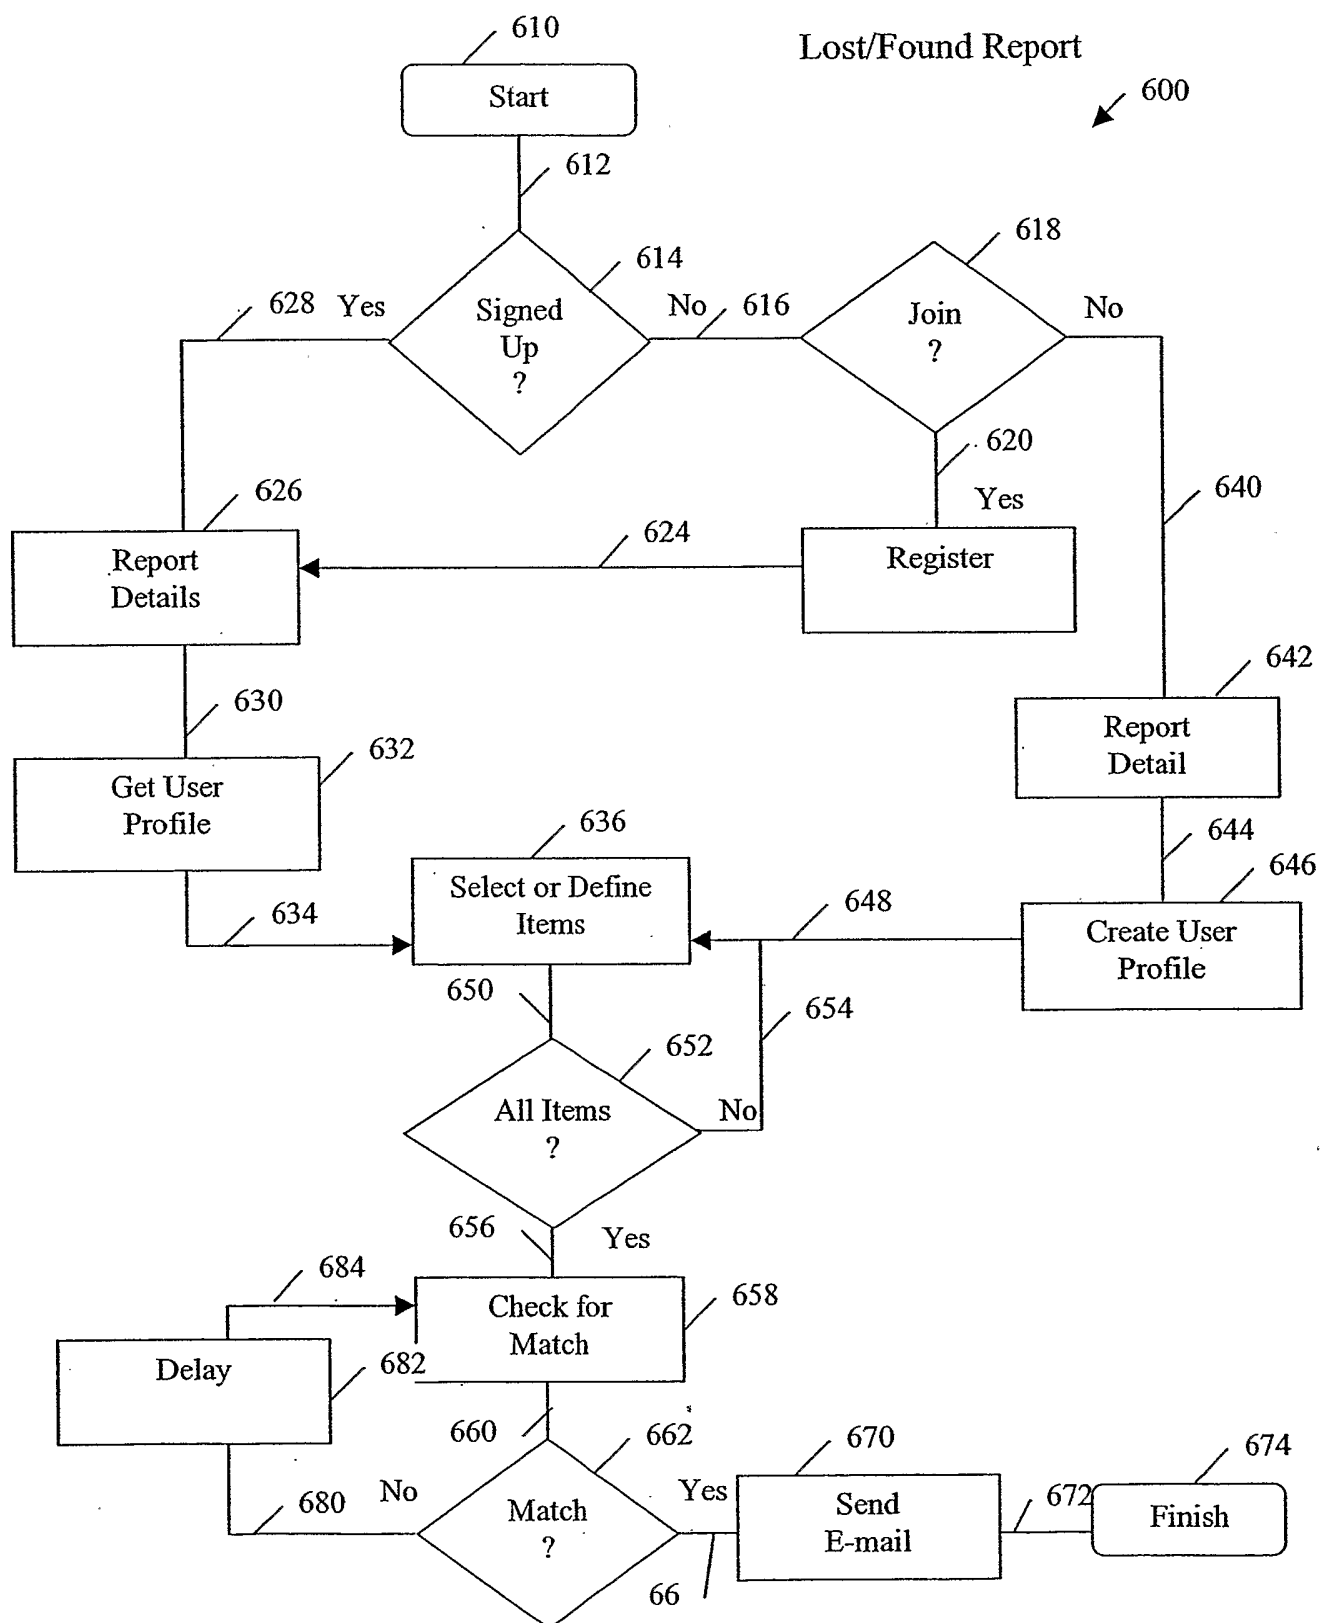 610
Lost/Found Report
Start
600
612
618
614
628
Yes
Signed
Up
?
No
616
Join
?
No
620
Yes
640
626
624
Report
Details
Register
642
630
Report
Detail
632
Get User
Profile
636
644
646
Select or Define
Items
634
648
Create User
Profile
650
654
652
All Items
?
No
656
Yes
684
Check for
Match
658
Delay
682
660
662
670
674
No
680
Match
?
Yes
66
Send
E-mail
672
Finish